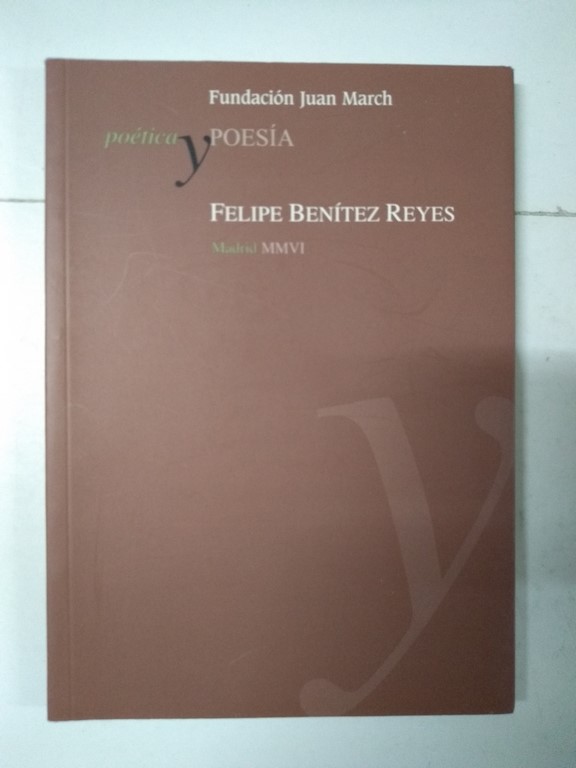 Fundación Juan March
poética y POESÍA
FELIPE BENÍTEZ REYES
Madrid MMVI
y